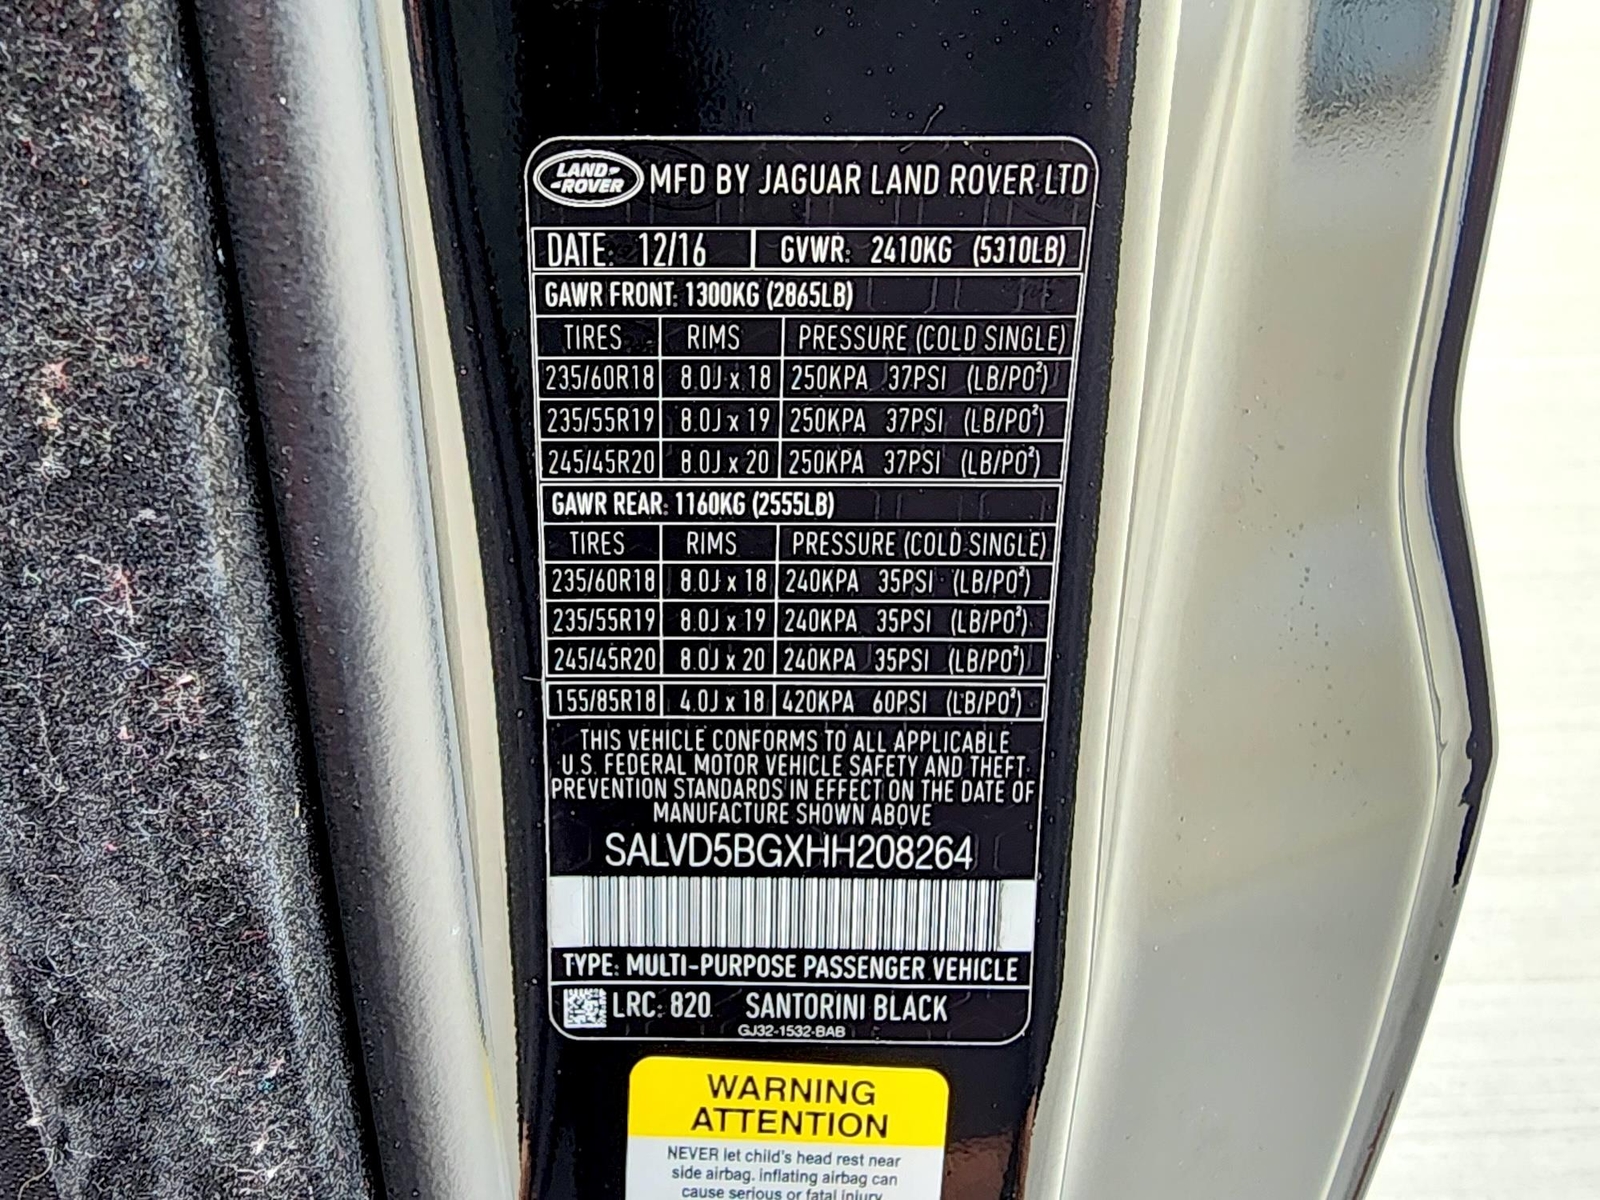 LAND ROVER MFD BY JAGUAR LAND ROVER LTD
DATE: 12/16 GVWR: 2410KG (5310LB)
GAWR FRONT: 1300KG (2865LB)
TIRES RIMS PRESSURE (COLD SINGLE)
235/60R18 8.0J x 18 250KPA 37PSI (LB/PO²)
235/55R19 8.0J x 19 250KPA 37PSI (LB/PO²)
245/45R20 8.0J x 20 250KPA 37PSI (LB/PO²)
GAWR REAR: 1160KG (2555LB)
TIRES RIMS PRESSURE (COLD SINGLE)
235/60R18 8.0J x 18 240KPA 35PSI (LB/PO²)
235/55R19 8.0J x 19 240KPA 35PSI (LB/PO²)
245/45R20 8.0J x 20 240KPA 35PSI (LB/PO²)
155/85R18 4.0J x 18 420KPA 60PSI (LB/PO²)
THIS VEHICLE CONFORMS TO ALL APPLICABLE
U.S. FEDERAL MOTOR VEHICLE SAFETY AND THEFT
PREVENTION STANDARDS IN EFFECT ON THE DATE OF
MANUFACTURE SHOWN ABOVE
SALVD5BGXHH208264
TYPE: MULTI-PURPOSE PASSENGER VEHICLE
LRC: 820 SANTORINI BLACK
GJ32-1532-BAB
WARNING
ATTENTION
NEVER let child's head rest near
side airbag. inflating airbag can
cause serious or fatal injury